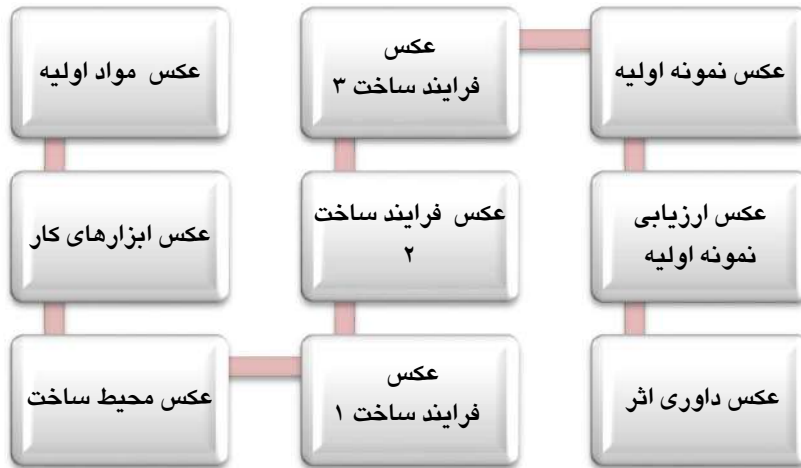 عکس مواد اولیه
عکس ابزارهای کار
عکس محیط ساخت
عکس
فرایند ساخت ۱
عکس فرایند ساخت
۲
عکس
فرایند ساخت ۳
عکس نمونه اولیه
عکس ارزیابی
نمونه اولیه
عکس داوری اثر